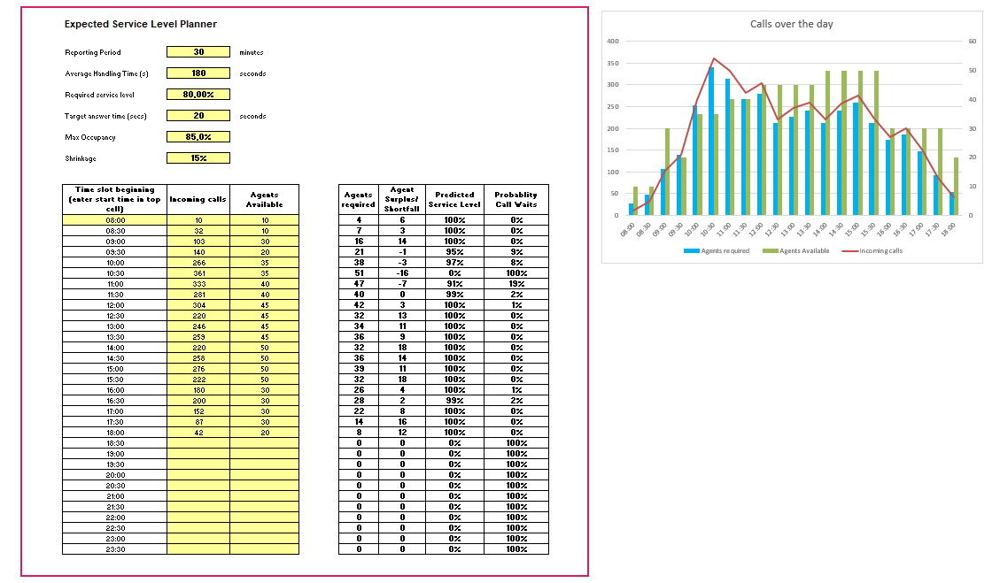 Expected Service Level Planner
Reporting Period 30 minutes
Average Handling Time (s) 180 seconds
Required service level 80,00%
Target answer time (secs) 20 seconds
Max Occupancy 85,0%
Shrinkage 15%
Time slot beginning (enter start time in top cell) Incoming calls Agents Available Agents required Agent Surplus/ Shortfall Predicted Service Level Probablity Call Waits
08:00 10 10 4 6 100% 0%
08:30 32 10 7 3 100% 0%
09:00 103 30 16 14 100% 0%
09:30 140 20 21 -1 95% 9%
10:00 266 35 38 -3 97% 8%
10:30 361 35 51 -16 0% 100%
11:00 333 40 47 -7 91% 19%
11:30 281 40 40 0 99% 2%
12:00 304 45 42 3 100% 1%
12:30 220 45 32 13 100% 0%
13:00 246 45 34 11 100% 0%
13:30 259 45 36 9 100% 0%
14:00 220 50 32 18 100% 0%
14:30 258 50 36 14 100% 0%
15:00 276 50 39 11 100% 0%
15:30 222 50 32 18 100% 0%
16:00 180 30 26 4 100% 1%
16:30 200 30 28 2 99% 2%
17:00 152 30 22 8 100% 0%
17:30 87 30 14 16 100% 0%
18:00 42 20 8 12 100% 0%
18:30 0 0 0% 100%
19:00 0 0 0% 100%
19:30 0 0 0% 100%
20:00 0 0 0% 100%
20:30 0 0 0% 100%
21:00 0 0 0% 100%
21:30 0 0 0% 100%
22:00 0 0 0% 100%
22:30 0 0 0% 100%
23:00 0 0 0% 100%
23:30 0 0 0% 100%
Calls over the day
400 60
350 50
300
250 40
200 30
150 20
100
50 10
0 0
08:00 08:30 09:00 09:30 10:00 10:30 11:00 11:30 12:00 12:30 13:00 13:30 14:00 14:30 15:00 15:30 16:00 16:30 17:00 17:30 18:00
Agents required Agents Available Incoming calls